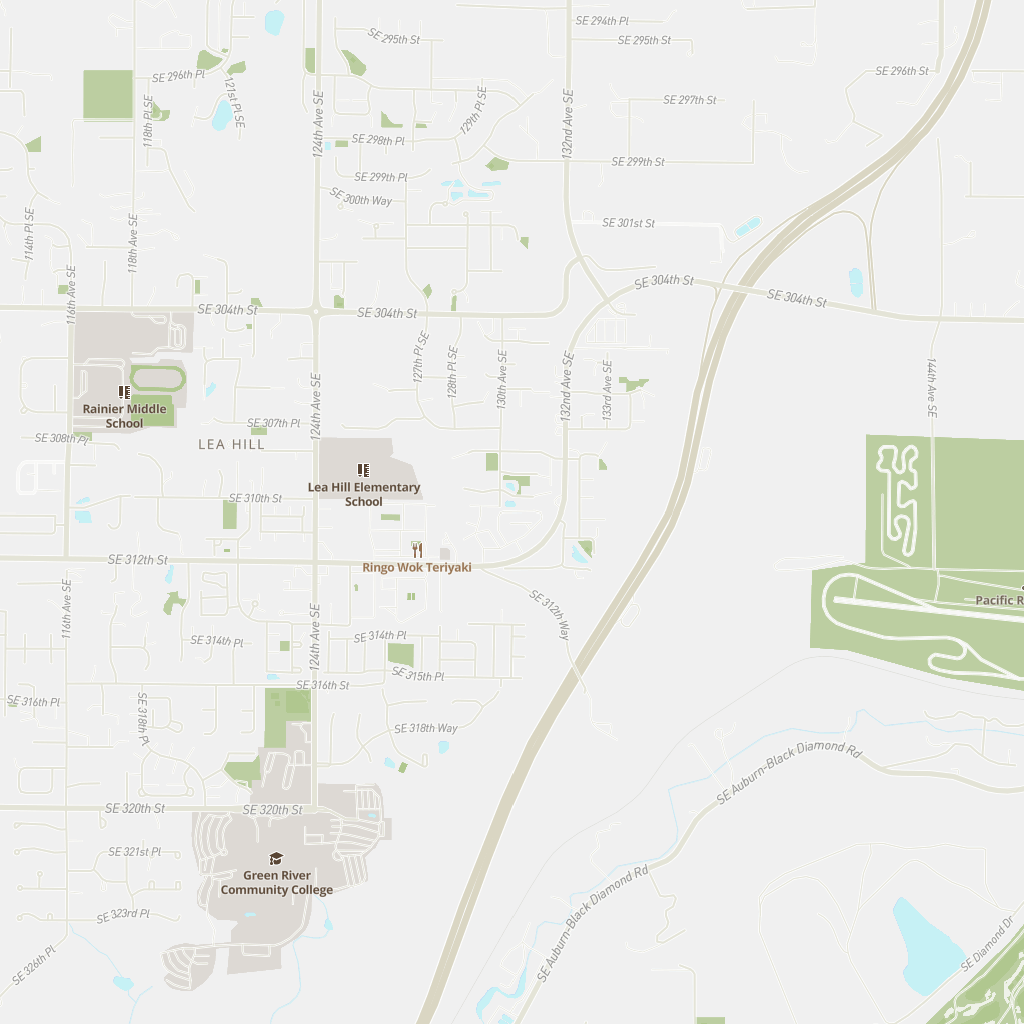 SE 294th Pl
SE 295th St
SE 295th St
SE 296th Pl
SE 296th St
121st Pl SE
118th Pl SE
129th Pl SE
SE 297th St
124th Ave SE
132nd Ave SE
SE 298th Pl
SE 299th St
SE 299th Pl
SE 300th Way
114th Pl SE
118th Ave SE
SE 301st St
116th Ave SE
SE 304th St
SE 304th St
SE 304th St
SE 304th St
127th Pl SE
128th Pl SE
130th Ave SE
132nd Ave SE
133rd Ave SE
144th Ave SE
124th Ave SE
Rainier Middle
School
SE 307th Pl
SE 308th Pl
LEA HILL
Lea Hill Elementary
School
SE 310th St
SE 312th St
Ringo Wok Teriyaki
SE 312th Way
Pacific R
116th Ave SE
124th Ave SE
SE 314th Pl
SE 314th Pl
SE 315th Pl
SE 316th St
SE 316th Pl
SE 318th Pl
SE 318th Way
SE Auburn-Black Diamond Rd
SE 320th St
SE 320th St
SE 321st Pl
Green River
Community College
SE Auburn-Black Diamond Rd
SE 323rd Pl
SE 326th Pl
SE Diamond Dr